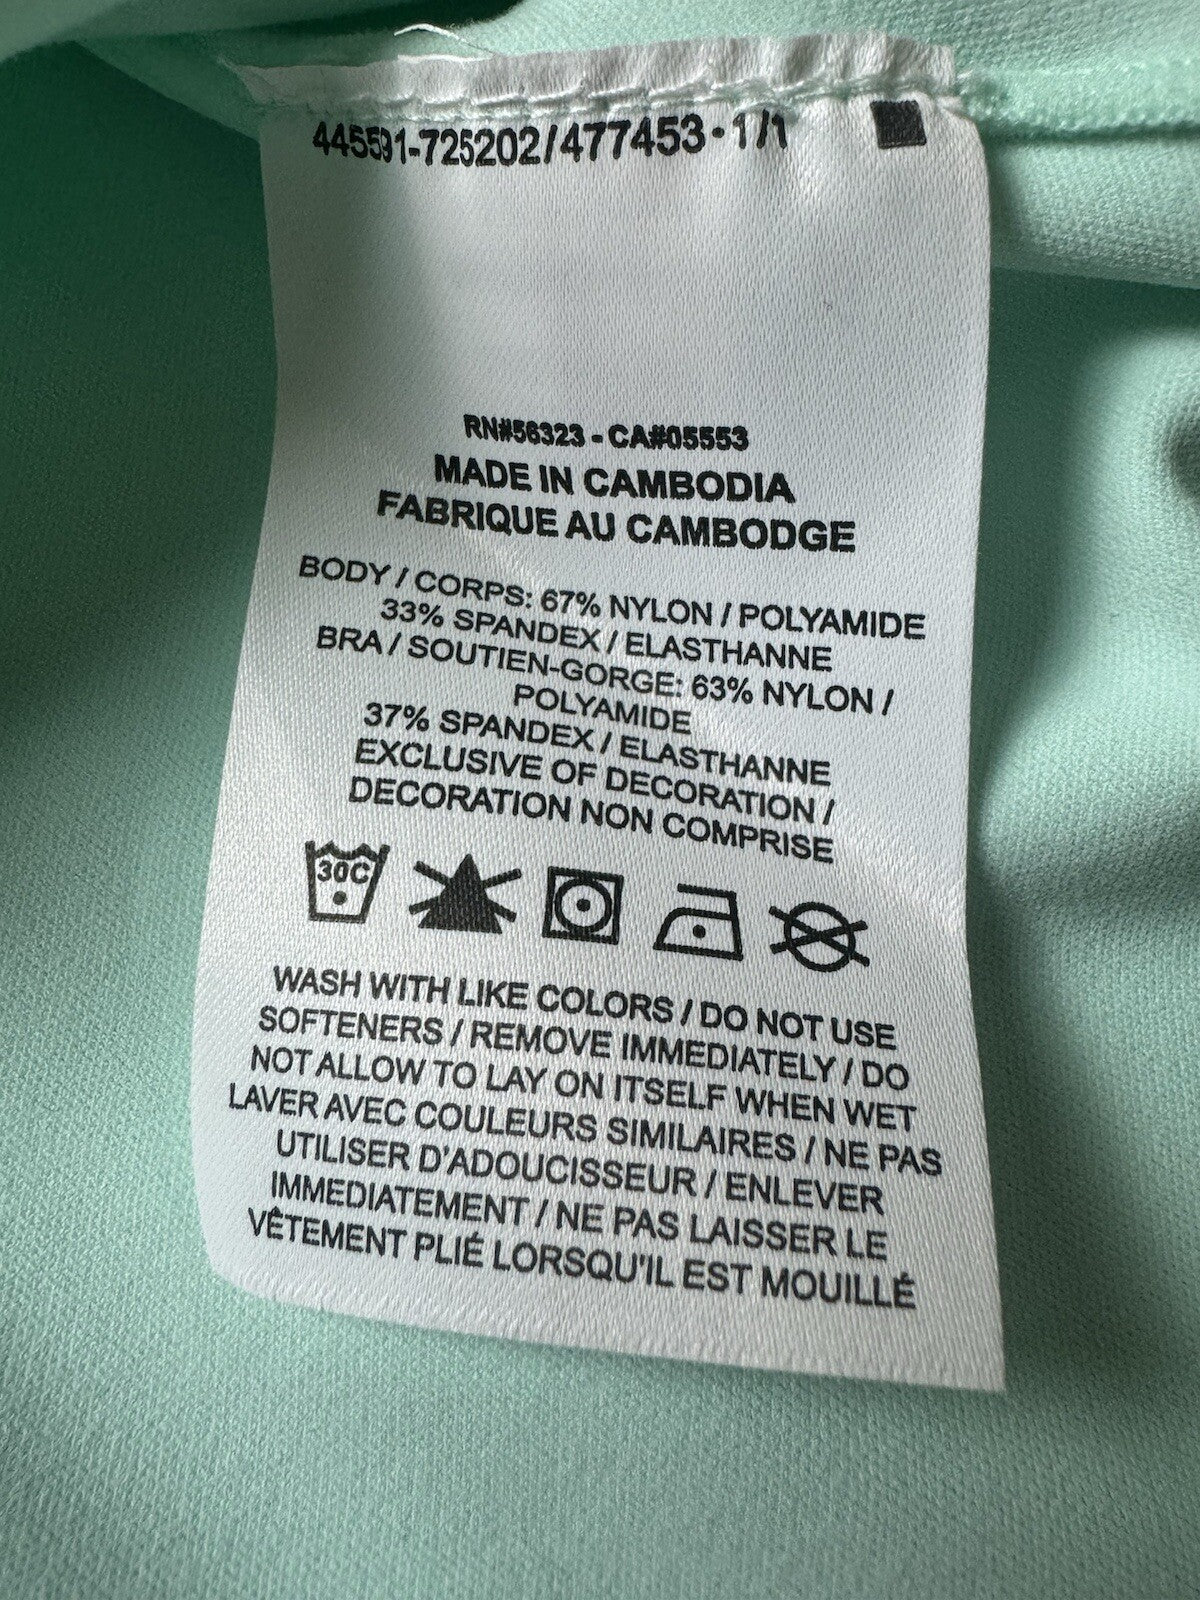 445591-725202/477453·1/1
RN#56323 - CA#05553
MADE IN CAMBODIA
FABRIQUE AU CAMBODGE
BODY / CORPS: 67% NYLON / POLYAMIDE
33% SPANDEX / ELASTHANNE
BRA / SOUTIEN-GORGE: 63% NYLON /
POLYAMIDE
37% SPANDEX / ELASTHANNE
EXCLUSIVE OF DECORATION /
DECORATION NON COMPRISE
30C
WASH WITH LIKE COLORS / DO NOT USE
SOFTENERS / REMOVE IMMEDIATELY / DO
NOT ALLOW TO LAY ON ITSELF WHEN WET
LAVER AVEC COULEURS SIMILAIRES / NE PAS
UTILISER D'ADOUCISSEUR / ENLEVER
IMMEDIATEMENT / NE PAS LAISSER LE
VÊTEMENT PLIÉ LORSQU'IL EST MOUILLÉ